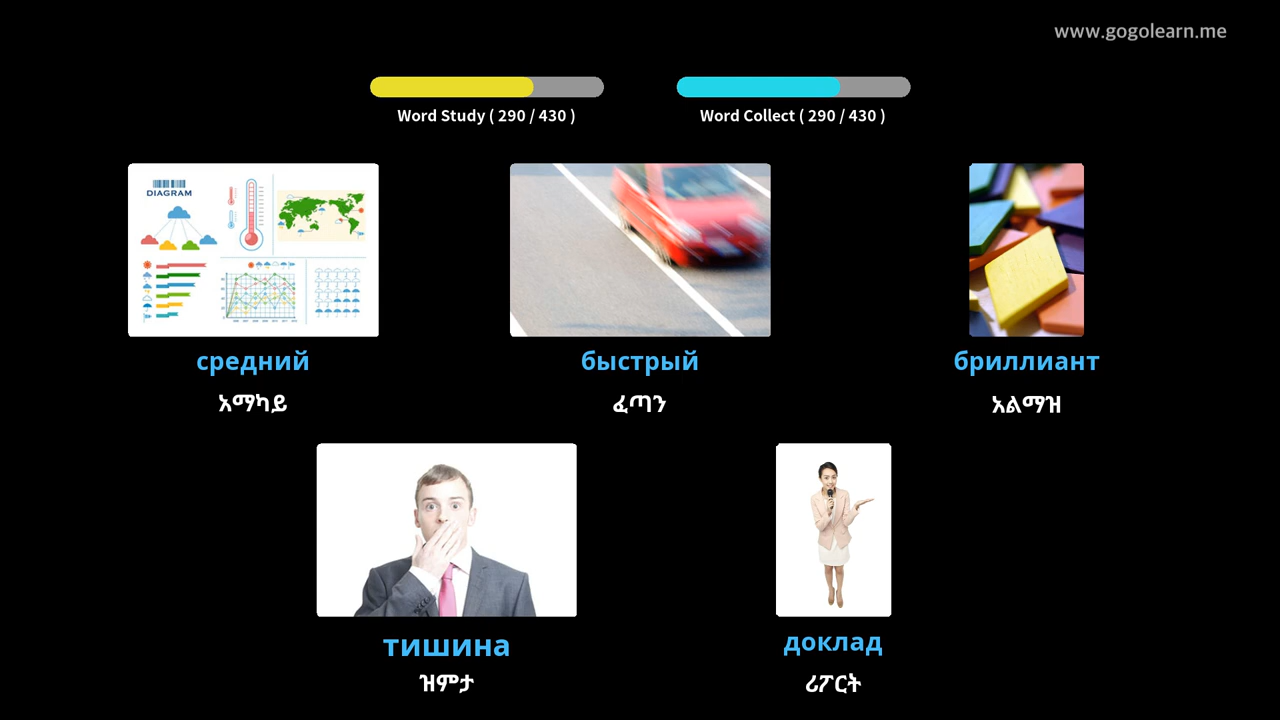 www.gogolearn.me
Word Study ( 290 / 430 )
Word Collect ( 290 / 430 )
DIAGRAM
средний
አማካይ
быстрый
ፈጣን
бриллиант
አልማዝ
тишина
ዝምታ
доклад
ሪፖርት